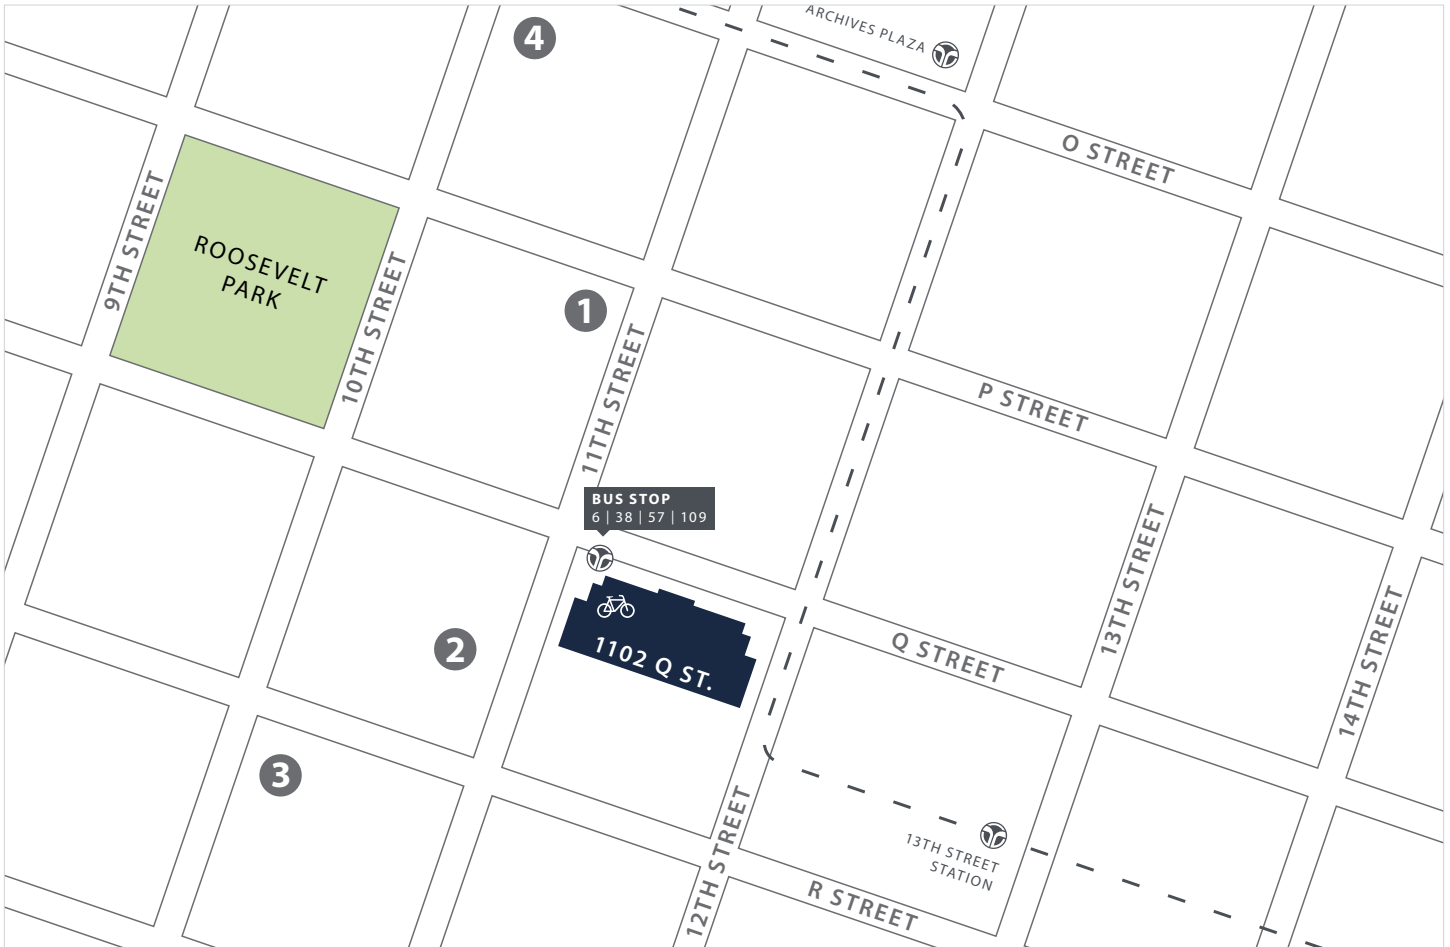 4
ARCHIVES PLAZA
O STREET
9TH STREET
ROOSEVELT
PARK
10TH STREET
1
11TH STREET
P STREET
BUS STOP
6 | 38 | 57 | 109
13TH STREET
1102 Q ST.
2
Q STREET
14TH STREET
3
12TH STREET
13TH STREET
STATION
R STREET